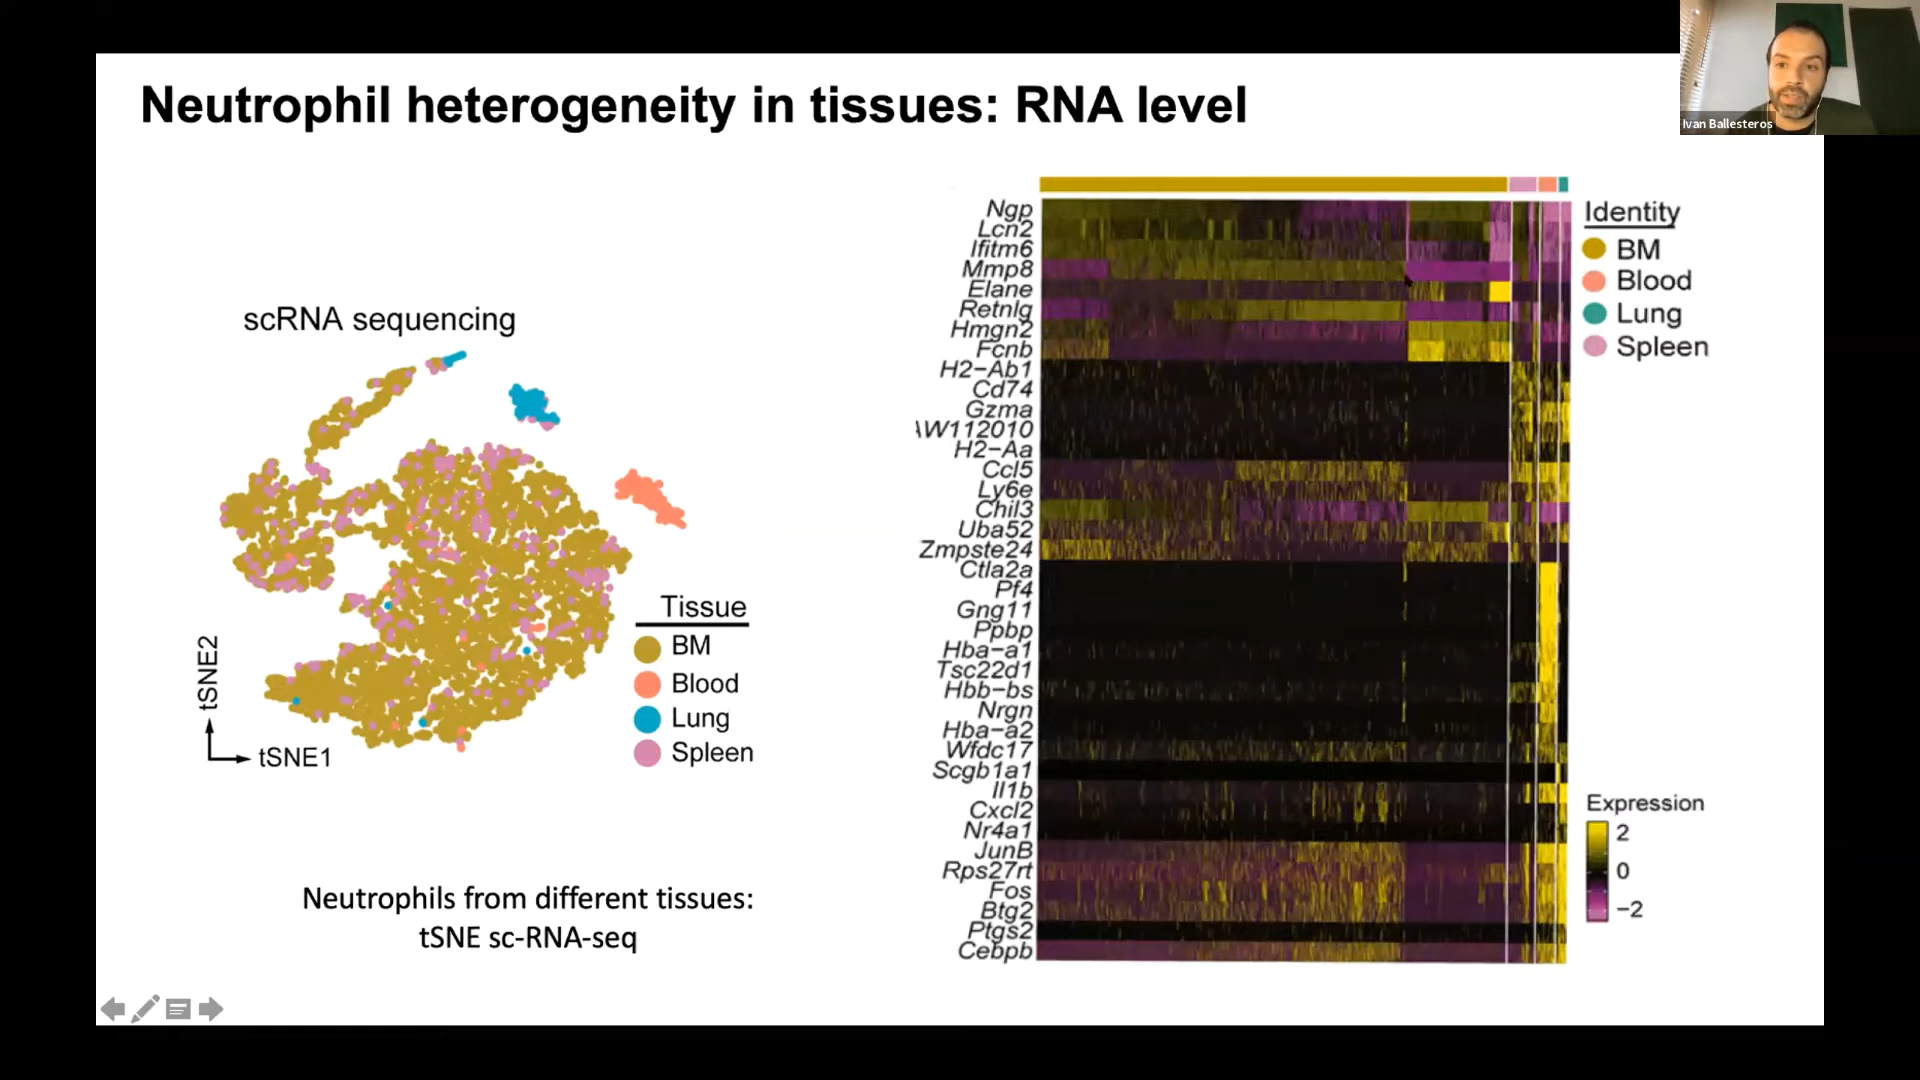 Neutrophil heterogeneity in tissues: RNA level
Ivan Ballesteros
scRNA sequencing
tSNE2
tSNE1
Tissue
BM
Blood
Lung
Spleen
Neutrophils from different tissues:
tSNE sc-RNA-seq
Ngp
Lcn2
Ifitm6
Mmp8
Elane
Retnlg
Hmgn2
Fcnb
H2-Ab1
Cd74
Gzma
AW112010
H2-Aa
Ccl5
Ly6e
Chil3
Uba52
Zmpste24
Ctla2a
Pf4
Gng11
Ppbp
Hba-a1
Tsc22d1
Hbb-bs
Nrgn
Hba-a2
Wfdc17
Scgb1a1
Il1b
Cxcl2
Nr4a1
JunB
Rps27rt
Fos
Btg2
Ptgs2
Cebpb
Identity
BM
Blood
Lung
Spleen
Expression
2
0
−2